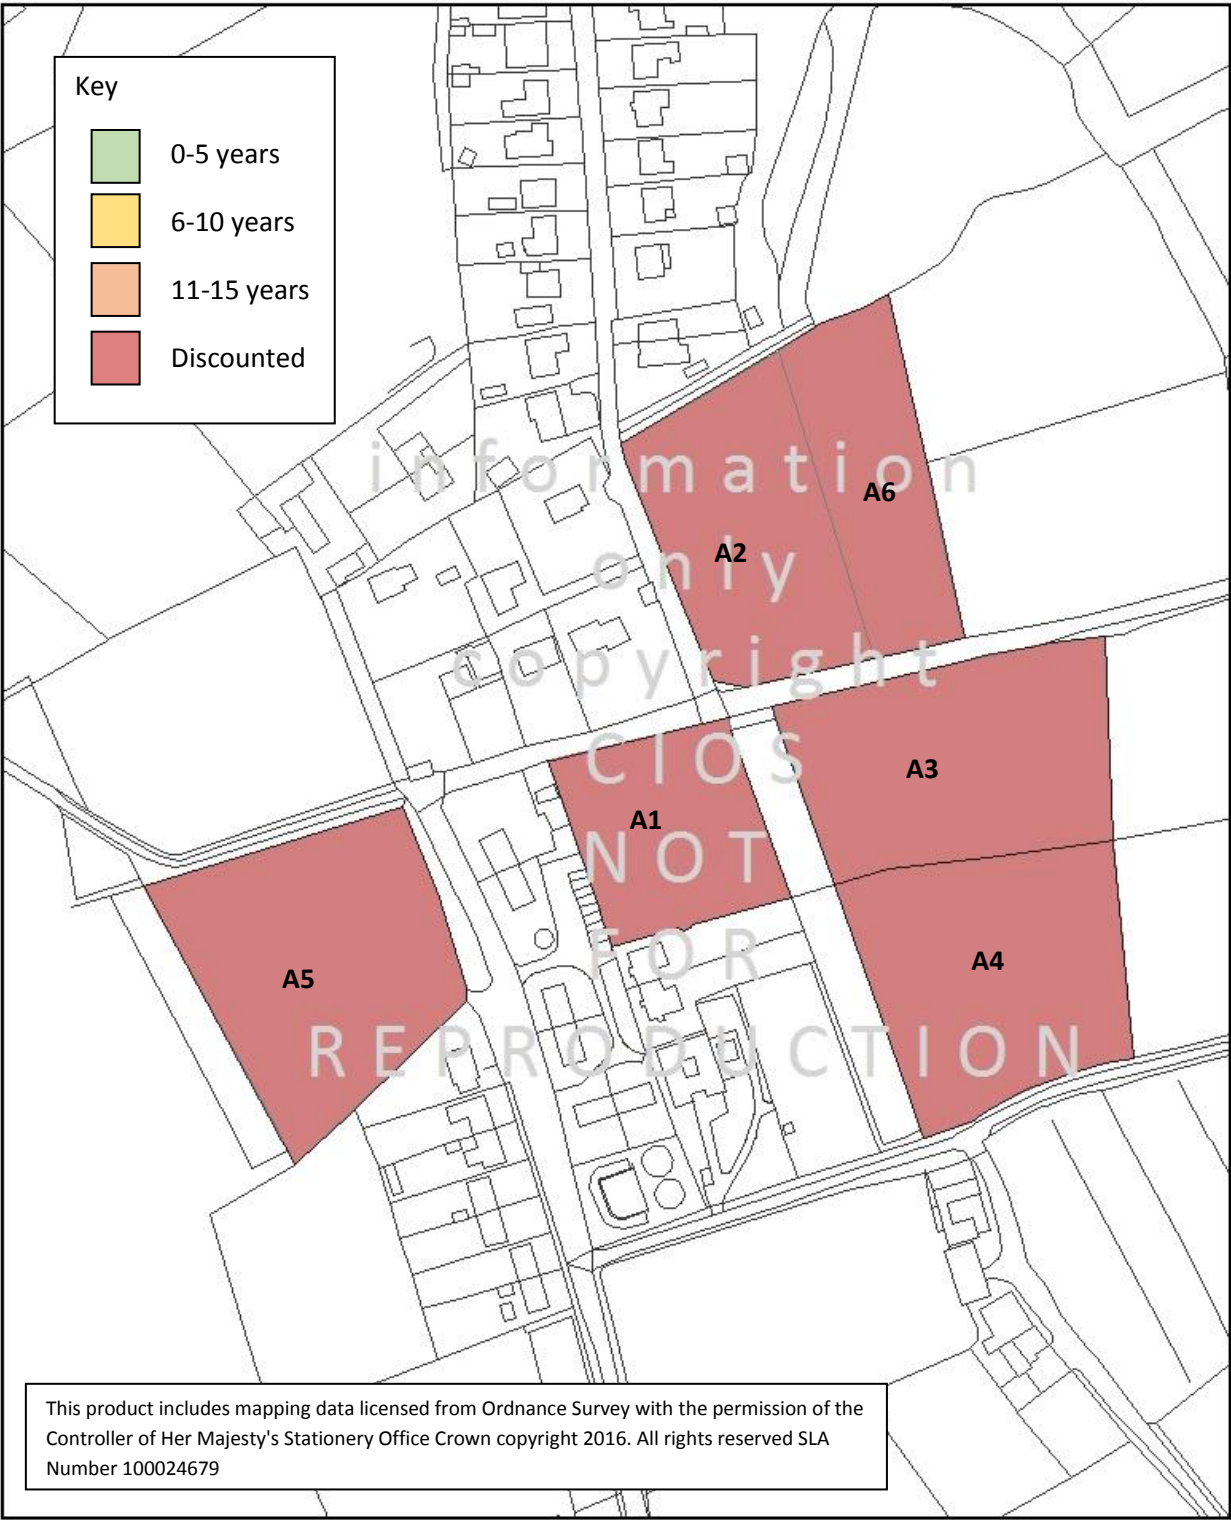 Key
0-5 years
6-10 years
11-15 years
Discounted
information
A6
A2
only
copyright
CIOS
A3
A1
NOT
FOR
A4
A5
REPRODUCTION
This product includes mapping data licensed from Ordnance Survey with the permission of the
Controller of Her Majesty's Stationery Office Crown copyright 2016. All rights reserved SLA
Number 100024679